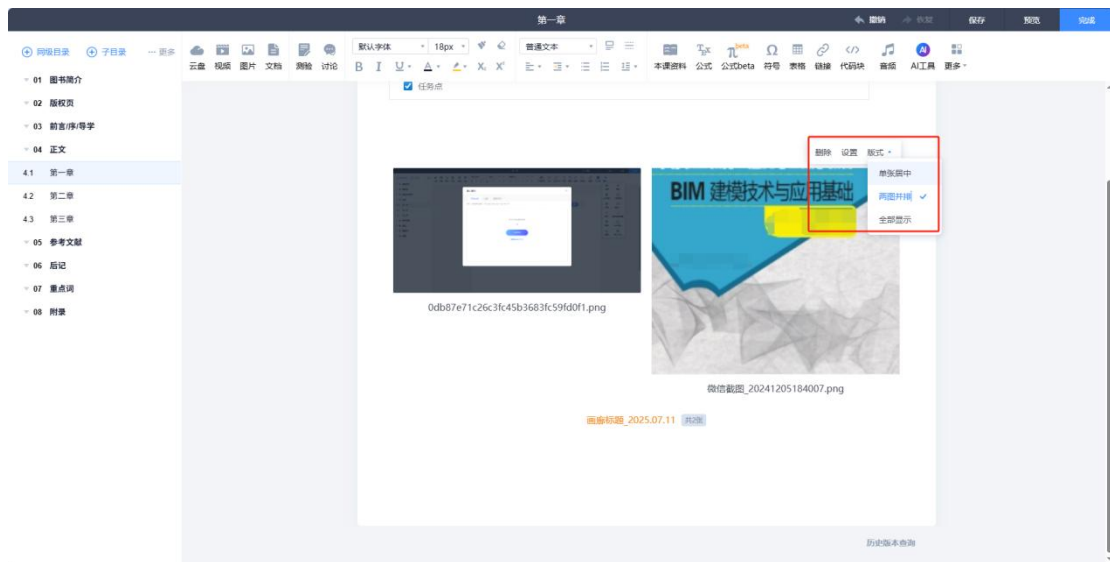 第一章
撤销 恢复 保存 预览 完成
同级目录 子目录 ··· 更多
云盘 视频 图片 文档 测验 讨论
默认字体 18px 普通文本
B I U A X₁ X¹
本课资料 公式 公式beta 符号 表格 链接 代码块 音频 AI工具 更多
01 图书简介
02 版权页
03 前言/序/导学
04 正文
4.1 第一章
4.2 第二章
4.3 第三章
05 参考文献
06 后记
07 重点词
08 附录
任务点
删除 设置 版式
单张居中
两图并排
全部显示
BIM 建模技术与应用基础
0db87e71c26c3fc45b3683fc59fd0f1.png
微信截图_20241205184007.png
画廊标题_2025.07.11 共2张
历史版本查询